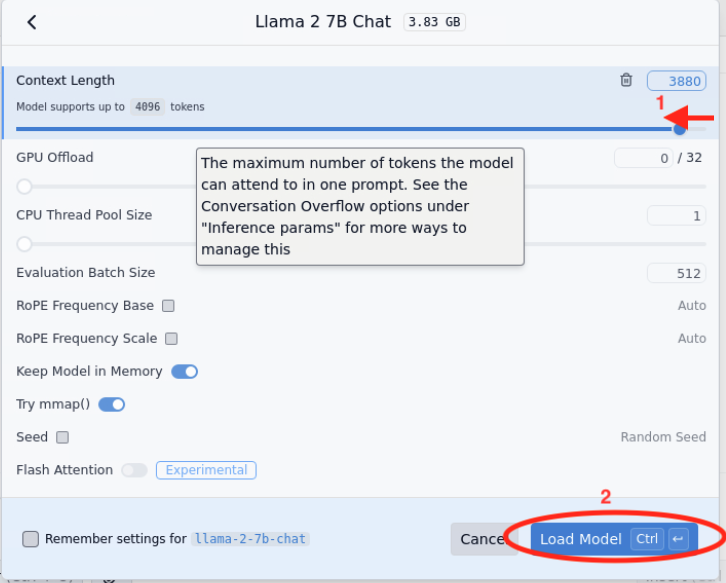 Llama 2 7B Chat 3.83 GB
Context Length 3880
Model supports up to 4096 tokens
1
GPU Offload 0 / 32
The maximum number of tokens the model
can attend to in one prompt. See the
Conversation Overflow options under
"Inference params" for more ways to
manage this
CPU Thread Pool Size 1
Evaluation Batch Size 512
RoPE Frequency Base Auto
RoPE Frequency Scale Auto
Keep Model in Memory
Try mmap()
Seed Random Seed
Flash Attention Experimental
2
Remember settings for llama-2-7b-chat Cancel Load Model Ctrl ↩